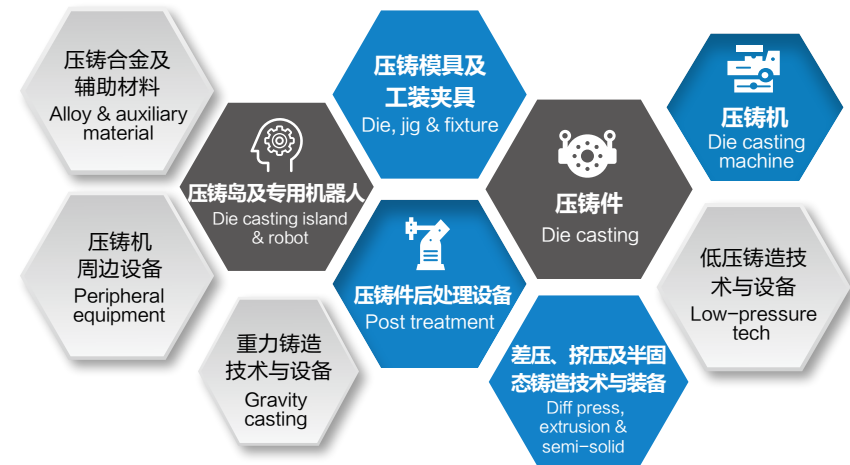 压铸合金及
辅助材料
Alloy & auxiliary
material
压铸模具及
工装夹具
Die, jig & fixture
压铸机
Die casting
machine
压铸岛及专用机器人
Die casting island
& robot
压铸件
Die casting
压铸机
周边设备
Peripheral
equipment
压铸件后处理设备
Post treatment
低压铸造技
术与设备
Low-pressure
tech
重力铸造
技术与设备
Gravity
casting
差压、挤压及半固
态铸造技术与装备
Diff press,
extrusion &
semi-solid